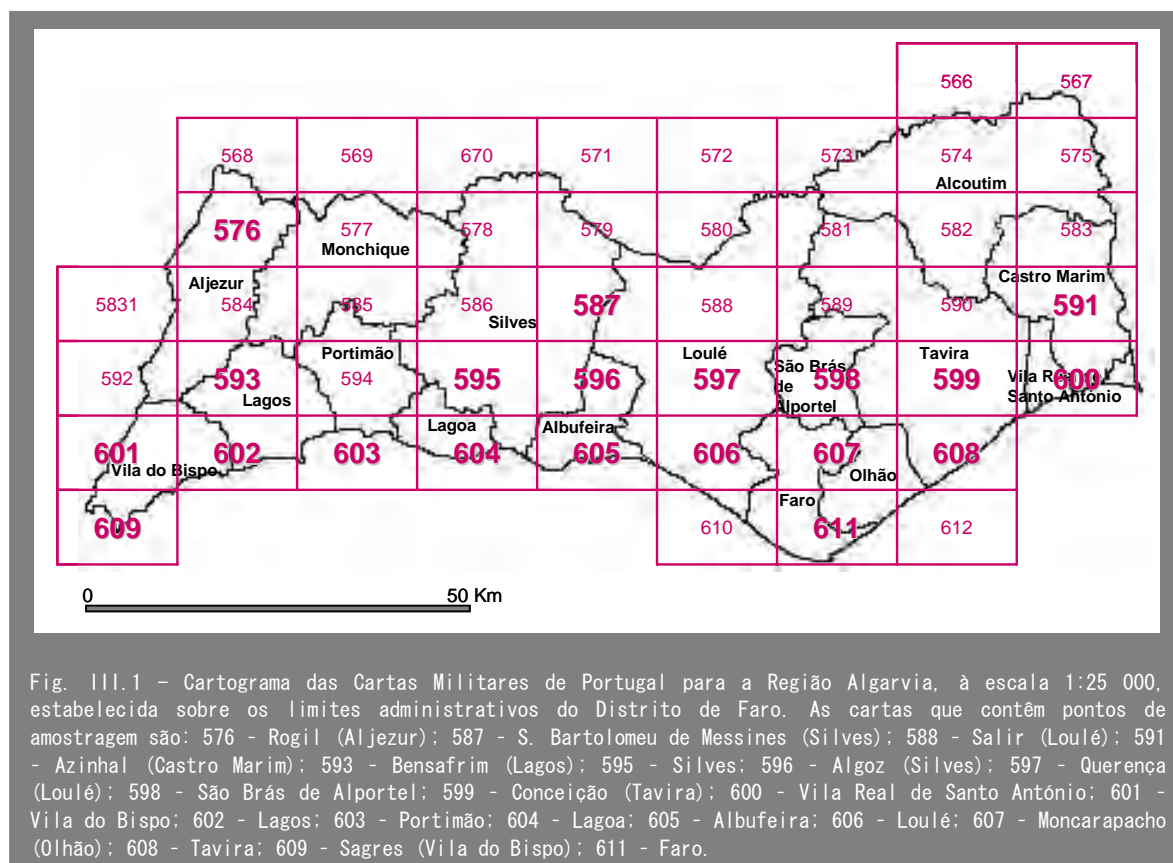 566 567
568 569 670 571 572 573 574 575
Alcoutim
576 577 578 579 580 581 582 583
Monchique
Castro Marim
Aljezur
5831 584 585 586 587 588 589 590 591
Silves
Portimão Loulé Tavira
São Brás
de
Alportel
592 593 594 595 596 597 598 599 600
Vila Real de
Santo António
Lagos
Lagoa Albufeira
601 602 603 604 605 606 607 608
Vila do Bispo Olhão
Faro
609 610 611 612
0 50 Km
Fig. III.1 – Cartograma das Cartas Militares de Portugal para a Região Algarvia, à escala 1:25 000,
estabelecida sobre os limites administrativos do Distrito de Faro. As cartas que contêm pontos de
amostragem são: 576 - Rogil (Aljezur); 587 - S. Bartolomeu de Messines (Silves); 588 - Salir (Loulé); 591
- Azinhal (Castro Marim); 593 - Bensafrim (Lagos); 595 - Silves; 596 - Algoz (Silves); 597 - Querença
(Loulé); 598 - São Brás de Alportel; 599 - Conceição (Tavira); 600 - Vila Real de Santo António; 601 -
Vila do Bispo; 602 - Lagos; 603 - Portimão; 604 - Lagoa; 605 - Albufeira; 606 - Loulé; 607 - Moncarapacho
(Olhão); 608 - Tavira; 609 - Sagres (Vila do Bispo); 611 - Faro.